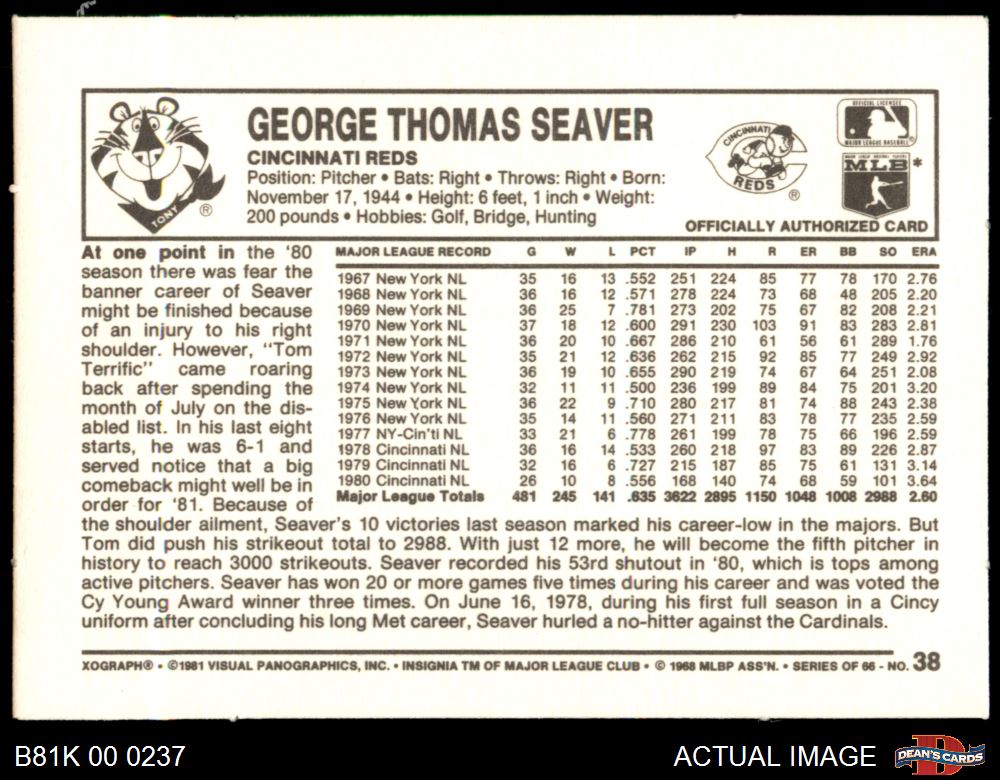 TONY
®
GEORGE THOMAS SEAVER
CINCINNATI REDS
Position: Pitcher • Bats: Right • Throws: Right • Born:
November 17, 1944 • Height: 6 feet, 1 inch • Weight:
200 pounds • Hobbies: Golf, Bridge, Hunting
CINCINNATI
REDS
®
OFFICIAL LICENSEE
MAJOR LEAGUE BASEBALL
MLB *
OFFICIALLY AUTHORIZED CARD
At one point in the ‘80
season there was fear the
banner career of Seaver
might be finished because
of an injury to his right
shoulder. However, “Tom
Terrific” came roaring
back after spending the
month of July on the dis-
abled list. In his last eight
starts, he was 6-1 and
served notice that a big
comeback might well be in
order for ’81. Because of
MAJOR LEAGUE RECORD G W L PCT IP H R ER BB SO ERA
1967 New York NL 35 16 13 .552 251 224 85 77 78 170 2.76
1968 New York NL 36 16 12 .571 278 224 73 68 48 205 2.20
1969 New York NL 36 25 7 .781 273 202 75 67 82 208 2.21
1970 New York NL 37 18 12 .600 291 230 103 91 83 283 2.81
1971 New York NL 36 20 10 .667 286 210 61 56 61 289 1.76
1972 New York NL 35 21 12 .636 262 215 92 85 77 249 2.92
1973 New York NL 36 19 10 .655 290 219 74 67 64 251 2.08
1974 New York NL 32 11 11 .500 236 199 89 84 75 201 3.20
1975 New York NL 36 22 9 .710 280 217 81 74 88 243 2.38
1976 New York NL 35 14 11 .560 271 211 83 78 77 235 2.59
1977 NY-Cin'ti NL 33 21 6 .778 261 199 78 75 66 196 2.59
1978 Cincinnati NL 36 16 14 .533 260 218 97 83 89 226 2.87
1979 Cincinnati NL 32 16 6 .727 215 187 85 75 61 131 3.14
1980 Cincinnati NL 26 10 8 .556 168 140 74 68 59 101 3.64
Major League Totals 481 245 141 .635 3622 2895 1150 1048 1008 2988 2.60
the shoulder ailment, Seaver's 10 victories last season marked his career-low in the majors. But
Tom did push his strikeout total to 2988. With just 12 more, he will become the fifth pitcher in
history to reach 3000 strikeouts. Seaver recorded his 53rd shutout in ’80, which is tops among
active pitchers. Seaver has won 20 or more games five times during his career and was voted the
Cy Young Award winner three times. On June 16, 1978, during his first full season in a Cincy
uniform after concluding his long Met career, Seaver hurled a no-hitter against the Cardinals.
XOGRAPH® • ©1981 VISUAL PANOGRAPHICS, INC. • INSIGNIA TM OF MAJOR LEAGUE CLUB • © 1968 MLBP ASS'N. • SERIES OF 66 - NO. 38
B81K 00 0237
ACTUAL IMAGE
DEAN'S CARDS